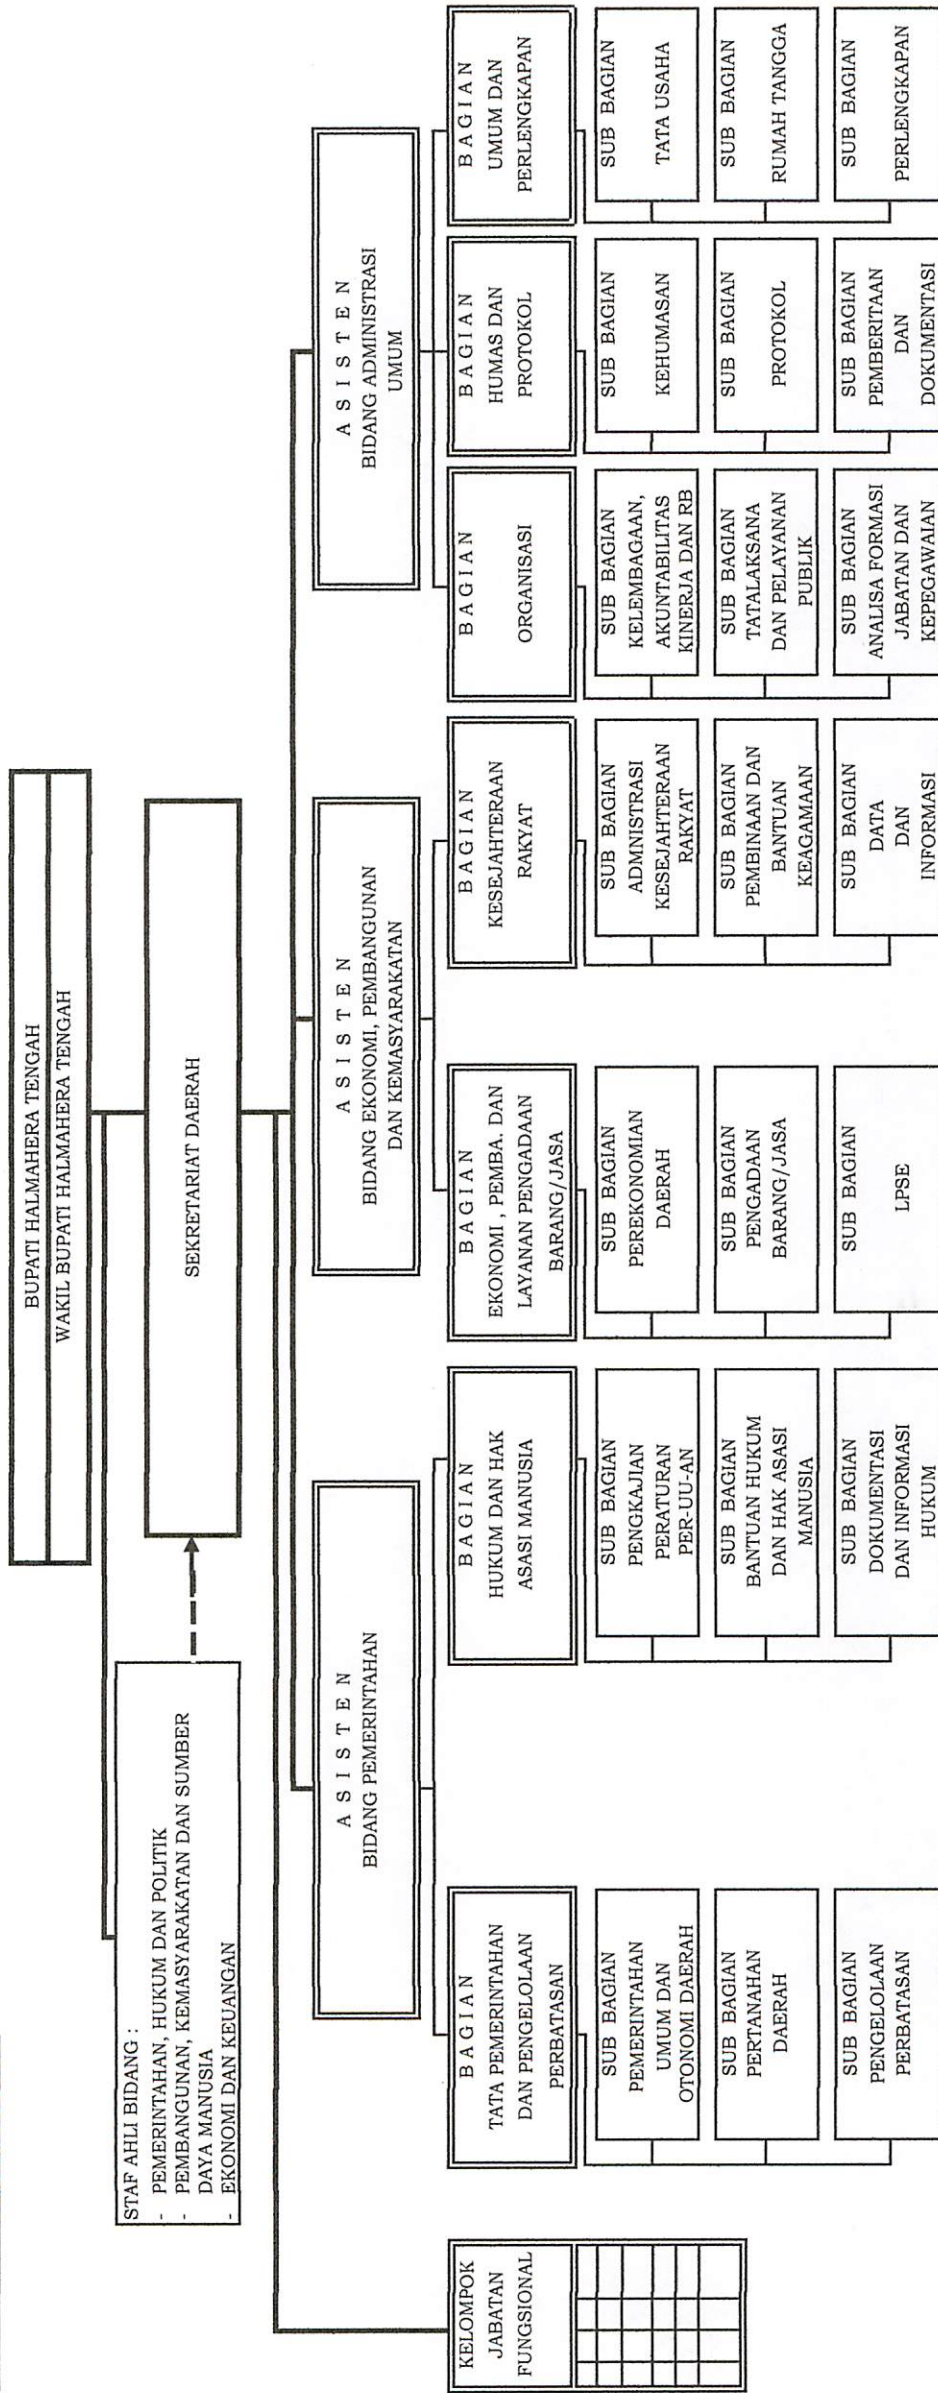 BUPATI HALMAHERA TENGAH
WAKIL BUPATI HALMAHERA TENGAH
SEKRETARIAT DAERAH
STAF AHLI BIDANG :
- PEMERINTAHAN, HUKUM DAN POLITIK
- PEMBANGUNAN, KEMASYARAKATAN DAN SUMBER
DAYA MANUSIA
- EKONOMI DAN KEUANGAN
KELOMPOK
JABATAN
FUNGSIONAL
A S I S T E N
BIDANG PEMERINTAHAN
B A G I A N
TATA PEMERINTAHAN
DAN PENGELOLAAN
PERBATASAN
SUB BAGIAN
PEMERINTAHAN
UMUM DAN
OTONOMI DAERAH
SUB BAGIAN
PERTANAHAN
DAERAH
SUB BAGIAN
PENGELOLAAN
PERBATASAN
B A G I A N
HUKUM DAN HAK
ASASI MANUSIA
SUB BAGIAN
PENGKAJIAN
PERATURAN
PER-UU-AN
SUB BAGIAN
BANTUAN HUKUM
DAN HAK ASASI
MANUSIA
SUB BAGIAN
DOKUMENTASI
DAN INFORMASI
HUKUM
A S I S T E N
BIDANG EKONOMI, PEMBANGUNAN
DAN KEMASYARAKATAN
B A G I A N
EKONOMI , PEMBA. DAN
LAYANAN PENGADAAN
BARANG/JASA
SUB BAGIAN
PEREKONOMIAN
DAERAH
SUB BAGIAN
PENGADAAN
BARANG/JASA
SUB BAGIAN
LPSE
B A G I A N
KESEJAHTERAAN
RAKYAT
SUB BAGIAN
ADMNISTRASI
KESEJAHTERAAN
RAKYAT
SUB BAGIAN
PEMBINAAN DAN
BANTUAN
KEAGAMAAN
SUB BAGIAN
DATA
DAN
INFORMASI
A S I S T E N
BIDANG ADMINISTRASI
UMUM
B A G I A N
ORGANISASI
SUB BAGIAN
KELEMBAGAAN,
AKUNTABILITAS
KINERJA DAN RB
SUB BAGIAN
TATALAKSANA
DAN PELAYANAN
PUBLIK
SUB BAGIAN
ANALISA FORMASI
JABATAN DAN
KEPEGAWAIAN
B A G I A N
HUMAS DAN
PROTOKOL
SUB BAGIAN
KEHUMASAN
SUB BAGIAN
PROTOKOL
SUB BAGIAN
PEMBERITAAN
DAN
DOKUMENTASI
B A G I A N
UMUM DAN
PERLENGKAPAN
SUB BAGIAN
TATA USAHA
SUB BAGIAN
RUMAH TANGGA
SUB BAGIAN
PERLENGKAPAN